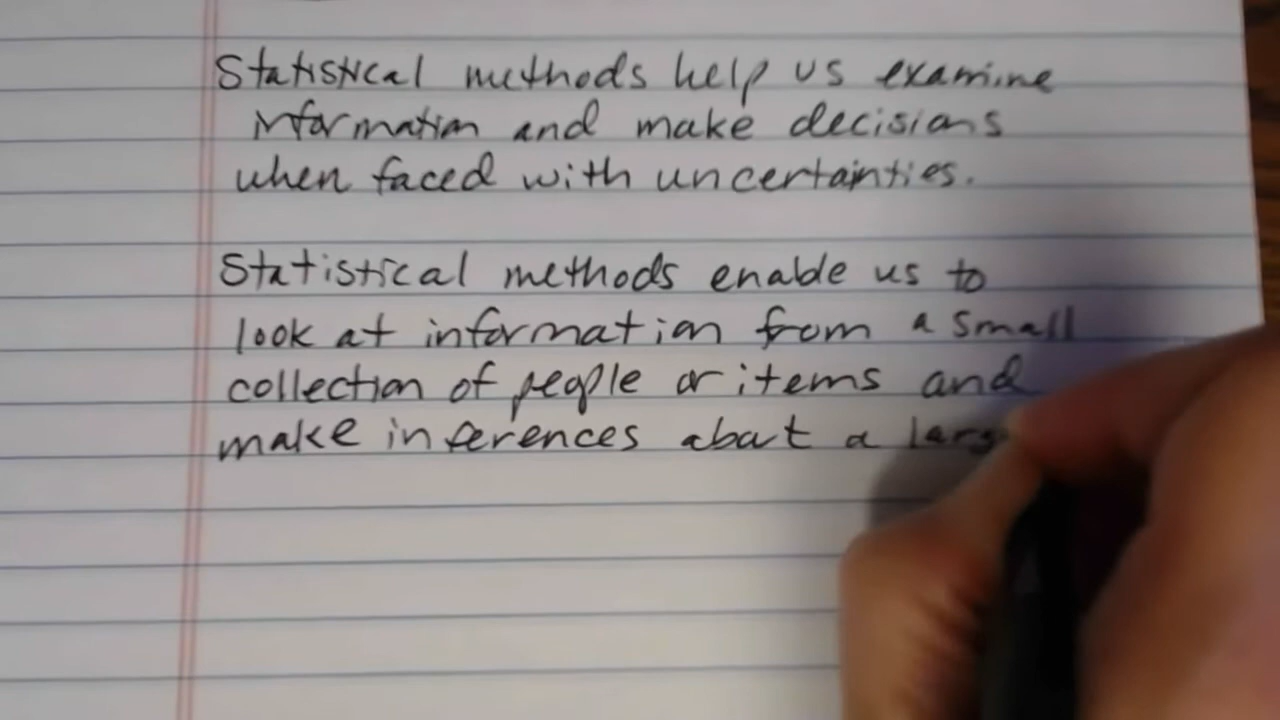 Statistical methods help us examine
information and make decisions
when faced with uncertainties.
Statistical methods enable us to
look at information from a small
collection of people or items and
make inferences about a larg